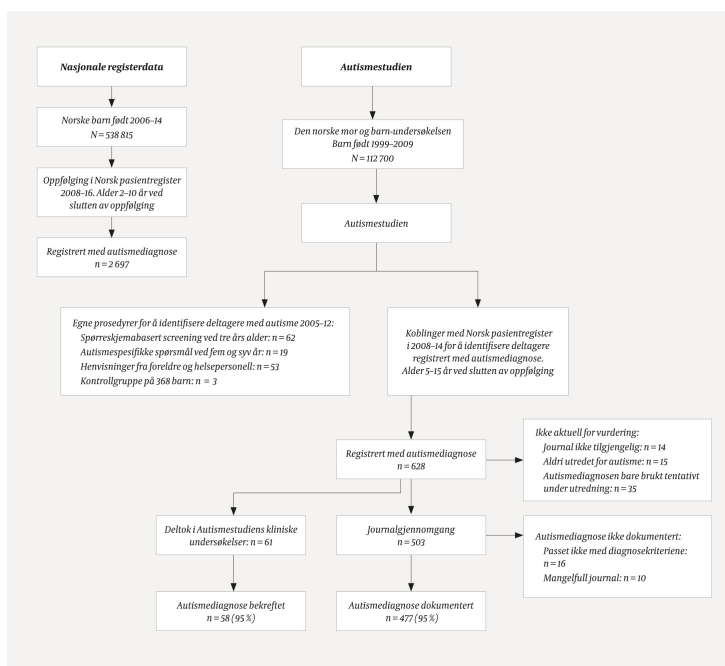 Nasjonale registerdata
Norske barn født 2006–14
N = 538 815
Oppfølging i Norsk pasientregister
2008–16. Alder 2–10 år ved
slutten av oppfølging
Registrert med autismediagnose
n = 2 697
Autismestudien
Den norske mor og barn-undersøkelsen
Barn født 1999–2009
N = 112 700
Autismestudien
Egne prosedyrer for å identifisere deltagere med autisme 2005–12:
Spørreskjemabasert screening ved tre års alder: n = 62
Autismespesifikke spørsmål ved fem og syv år: n = 19
Henvisninger fra foreldre og helsepersonell: n = 53
Kontrollgruppe på 368 barn: n = 3
Koblinger med Norsk pasientregister
i 2008–14 for å identifisere deltagere
registrert med autismediagnose.
Alder 5–15 år ved slutten av oppfølging
Registrert med autismediagnose
n = 628
Ikke aktuell for vurdering:
Journal ikke tilgjengelig: n = 14
Aldri utredet for autisme: n = 15
Autismediagnosen bare brukt tentativt
under utredning: n = 35
Deltok i Autismestudiens kliniske
undersøkelser: n = 61
Journalgjennomgang
n = 503
Autismediagnose ikke dokumentert:
Passet ikke med diagnosekriteriene:
n = 16
Mangelfull journal: n = 10
Autismediagnose bekreftet
n = 58 (95 %)
Autismediagnose dokumentert
n = 477 (95 %)